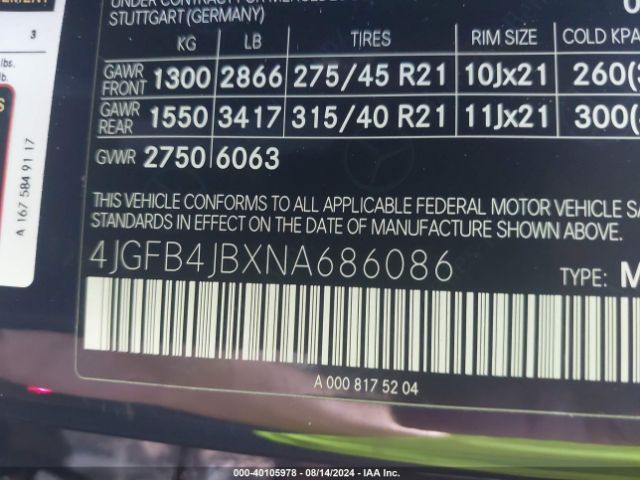 STUTTGART (GERMANY)
KG LB TIRES RIM SIZE COLD KPA
GAWR FRONT 1300 2866 275/45 R21 10Jx21 260(
GAWR REAR 1550 3417 315/40 R21 11Jx21 300(
GVWR 2750 6063
THIS VEHICLE CONFORMS TO ALL APPLICABLE FEDERAL MOTOR VEHICLE
STANDARDS IN EFFECT ON THE DATE OF MANUFACTURE SHOWN ABOVE.
4JGFB4JBXNA686086
TYPE: M
A 000 817 52 04
3
lbs.
lb.
A 167 584 91 17
000-40105978 - 08/14/2024 - IAA Inc.